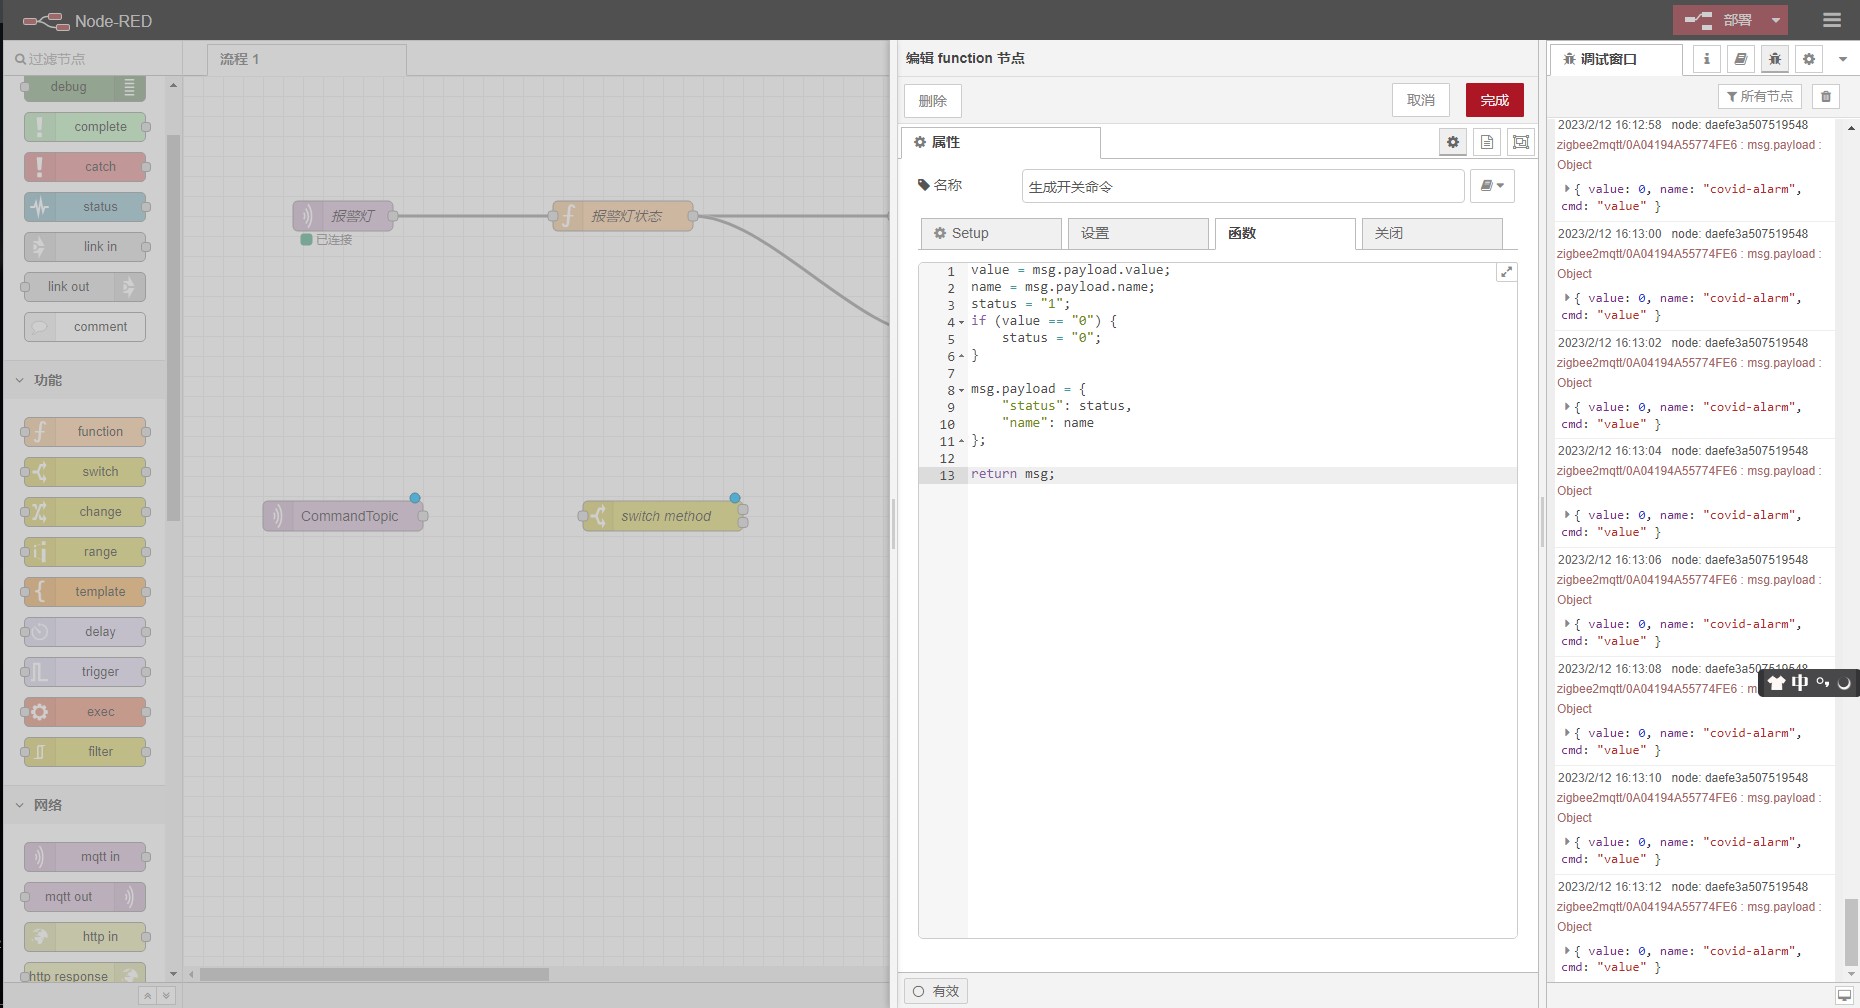 Node-RED
部署
过滤节点
debug
complete
catch
status
link in
link out
comment
功能
function
switch
change
range
template
delay
trigger
exec
filter
网络
mqtt in
mqtt out
http in
http response
流程 1
报警灯
已连接
报警灯状态
CommandTopic
switch method
编辑 function 节点
删除
取消
完成
属性
名称
生成开关命令
Setup
设置
函数
关闭
1 value = msg.payload.value;
2 name = msg.payload.name;
3 status = "1";
4 if (value == "0") {
5     status = "0";
6 }
7
8 msg.payload = {
9     "status": status,
10     "name": name
11 };
12
13 return msg;
有效
调试窗口
所有节点
2023/2/12 16:12:58 node: daefe3a507519548
zigbee2mqtt/0A04194A55774FE6 : msg.payload :
Object
{ value: 0, name: "covid-alarm",
cmd: "value" }
2023/2/12 16:13:00 node: daefe3a507519548
zigbee2mqtt/0A04194A55774FE6 : msg.payload :
Object
{ value: 0, name: "covid-alarm",
cmd: "value" }
2023/2/12 16:13:02 node: daefe3a507519548
zigbee2mqtt/0A04194A55774FE6 : msg.payload :
Object
{ value: 0, name: "covid-alarm",
cmd: "value" }
2023/2/12 16:13:04 node: daefe3a507519548
zigbee2mqtt/0A04194A55774FE6 : msg.payload :
Object
{ value: 0, name: "covid-alarm",
cmd: "value" }
2023/2/12 16:13:06 node: daefe3a507519548
zigbee2mqtt/0A04194A55774FE6 : msg.payload :
Object
{ value: 0, name: "covid-alarm",
cmd: "value" }
2023/2/12 16:13:08 node: daefe3a507519548
zigbee2mqtt/0A04194A55774FE6 :
中
Object
{ value: 0, name: "covid-alarm",
cmd: "value" }
2023/2/12 16:13:10 node: daefe3a507519548
zigbee2mqtt/0A04194A55774FE6 : msg.payload :
Object
{ value: 0, name: "covid-alarm",
cmd: "value" }
2023/2/12 16:13:12 node: daefe3a507519548
zigbee2mqtt/0A04194A55774FE6 : msg.payload :
Object
{ value: 0, name: "covid-alarm",
cmd: "value" }